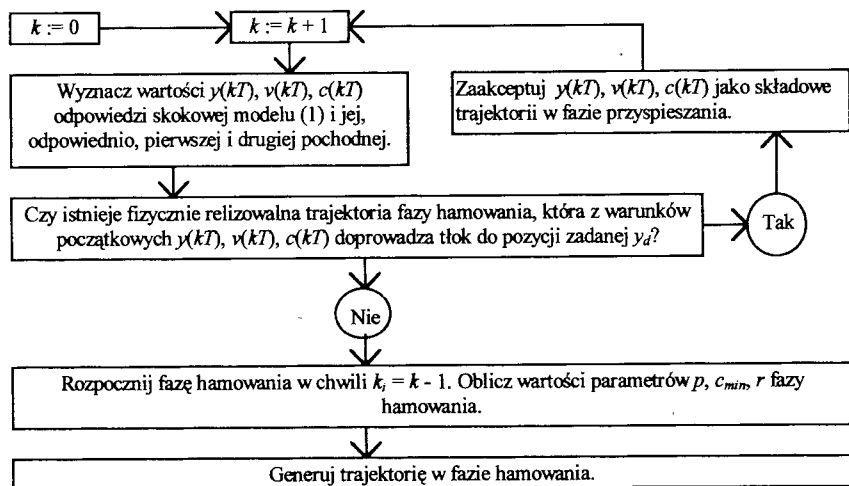 k := 0
k := k + 1
Wyznacz wartości y(kT), v(kT), c(kT)
odpowiedzi skokowej modelu (1) i jej,
odpowiednio, pierwszej i drugiej pochodnej.
Zaakceptuj y(kT), v(kT), c(kT) jako składowe
trajektorii w fazie przyspieszania.
Czy istnieje fizycznie relizowalna trajektoria fazy hamowania, która z warunków
początkowych y(kT), v(kT), c(kT) doprowadza tłok do pozycji zadanej y_d?
Tak
Nie
Rozpocznij fazę hamowania w chwili k_i = k - 1. Oblicz wartości parametrów p, c_min, r fazy
hamowania.
Generuj trajektorię w fazie hamowania.